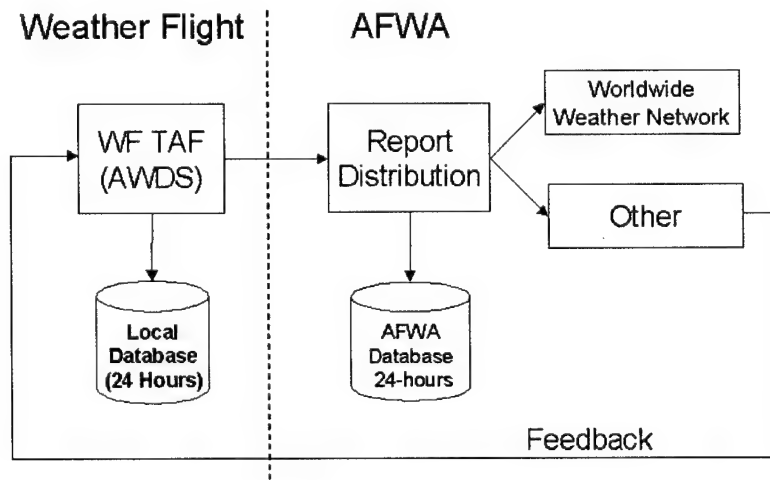 Weather Flight
AFWA
WF TAF
(AWDS)
Report
Distribution
Worldwide
Weather Network
Other
Local
Database
(24 Hours)
AFWA
Database
24-hours
Feedback